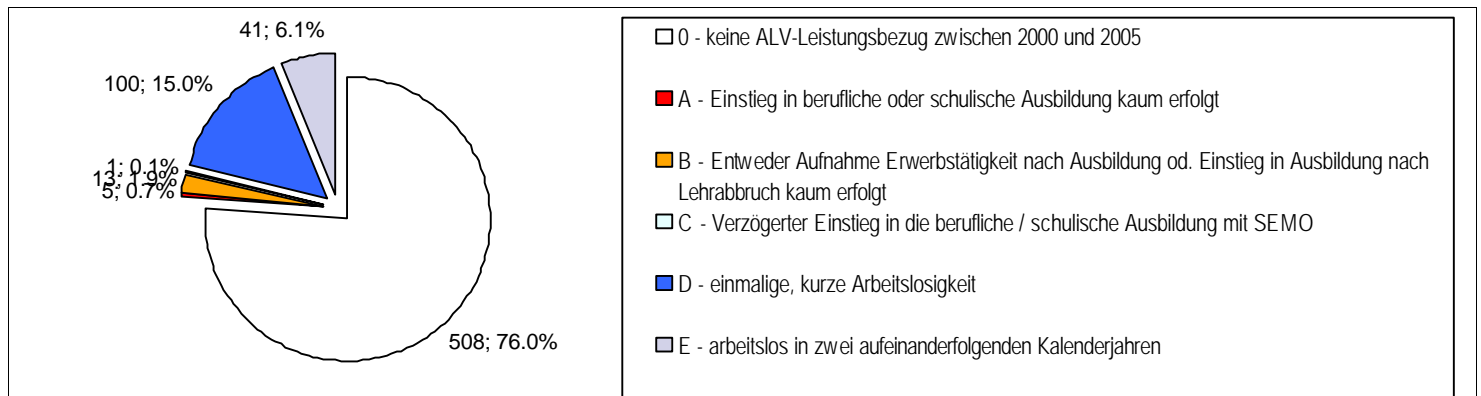 41; 6.1%
100; 15.0%
1; 0.1%
13; 1.9%
5; 0.7%
508; 76.0%
0 - keine ALV-Leistungsbezug zwischen 2000 und 2005
A - Einstieg in berufliche oder schulische Ausbildung kaum erfolgt
B - Entweder Aufnahme Erwerbstätigkeit nach Ausbildung od. Einstieg in Ausbildung nach
Lehrabbruch kaum erfolgt
C - Verzögerter Einstieg in die berufliche / schulische Ausbildung mit SEMO
D - einmalige, kurze Arbeitslosigkeit
E - arbeitslos in zwei aufeinanderfolgenden Kalenderjahren